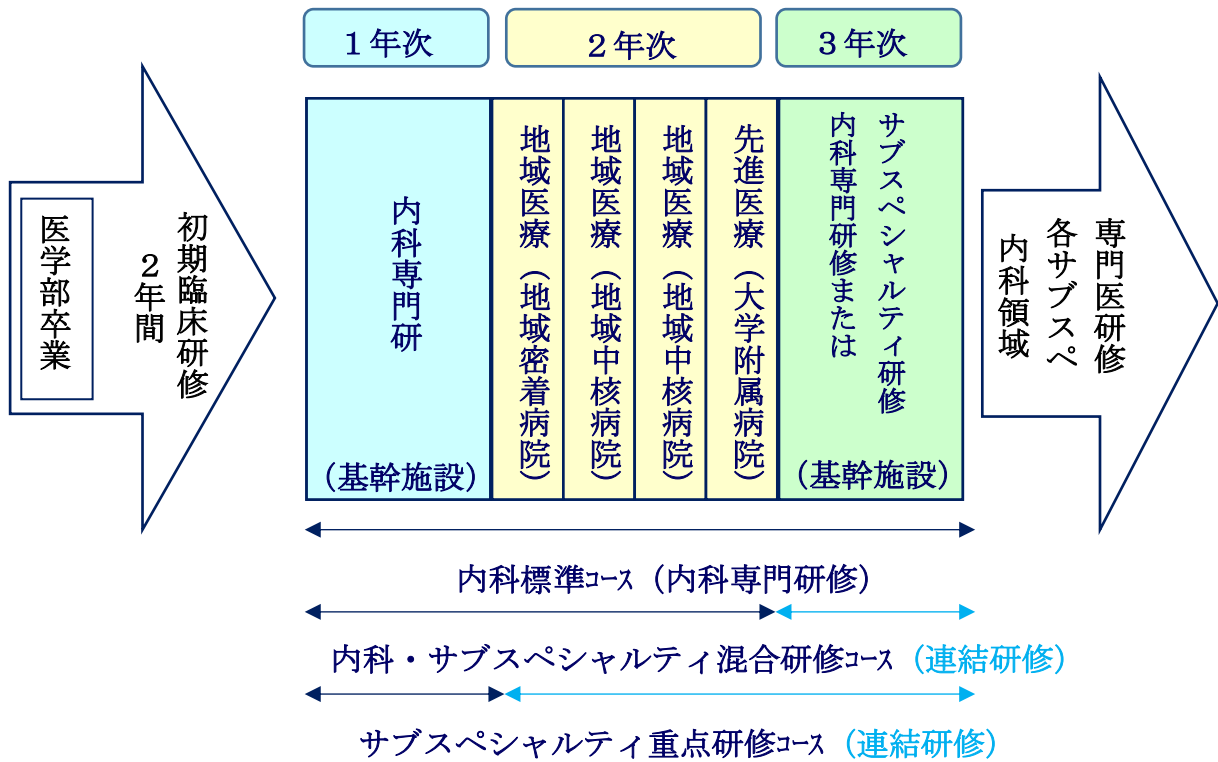 １年次
２年次
３年次
医学部卒業
初期臨床研修
２年間
内科専門研
（基幹施設）
地域医療（地域密着病院）
地域医療（地域中核病院）
地域医療（地域中核病院）
先進医療（大学附属病院）
サブスペシャルティ研修
内科専門研修または
（基幹施設）
専門医研修
各サブスペ
内科領域
内科標準ｺｰｽ（内科専門研修）
内科・サブスペシャルティ混合研修ｺｰｽ（連結研修）
サブスペシャルティ重点研修ｺｰｽ（連結研修）